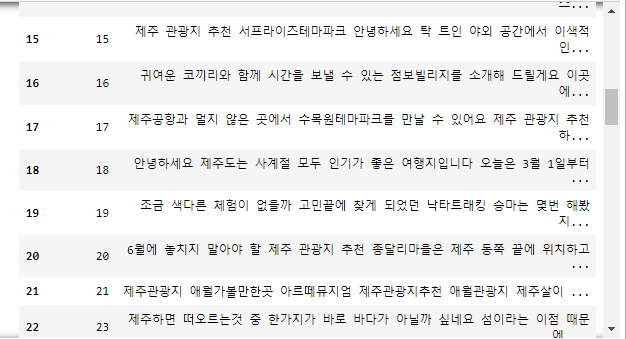 15 15 제주 관광지 추천 서프라이즈테마파크 안녕하세요 탁 트인 야외 공간에서 이색적
인...
16 16 귀여운 코끼리와 함께 시간을 보낼 수 있는 점보빌리지를 소개해 드릴게요 이곳
에...
17 17 제주공항과 멀지 않은 곳에서 수목원테마파크를 만날 수 있어요 제주 관광지 추천
하...
18 18 안녕하세요 제주도는 사계절 모두 인기가 좋은 여행지입니다 오늘은 3월 1일부터
...
19 19 조금 색다른 체험이 없을까 고민끝에 찾게 되었던 낙타트래킹 승마는 몇번 해봤
지...
20 20 6월에 놓치지 말아야 할 제주 관광지 추천 종달리마을은 제주 동쪽 끝에 위치하고
...
21 21 제주관광지 애월가볼만한곳 아르떼뮤지엄 제주관광지추천 애월관광지 제주살이 ...
22 23 제주하면 떠오르는것 중 한가지가 바로 바다가 아닐까 싶네요 섬이라는 이점 때문
에...